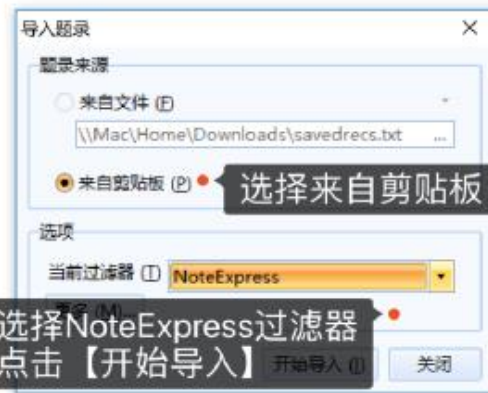 导入题录
题录来源
来自文件 (F)
\\Mac\Home\Downloads\savedrecs.txt ...
来自剪贴板 (P)
选择来自剪贴板
选项
当前过滤器 (T) NoteExpress
更多 (M)...
选择NoteExpress过滤器
点击【开始导入】
开始导入 (I) 关闭